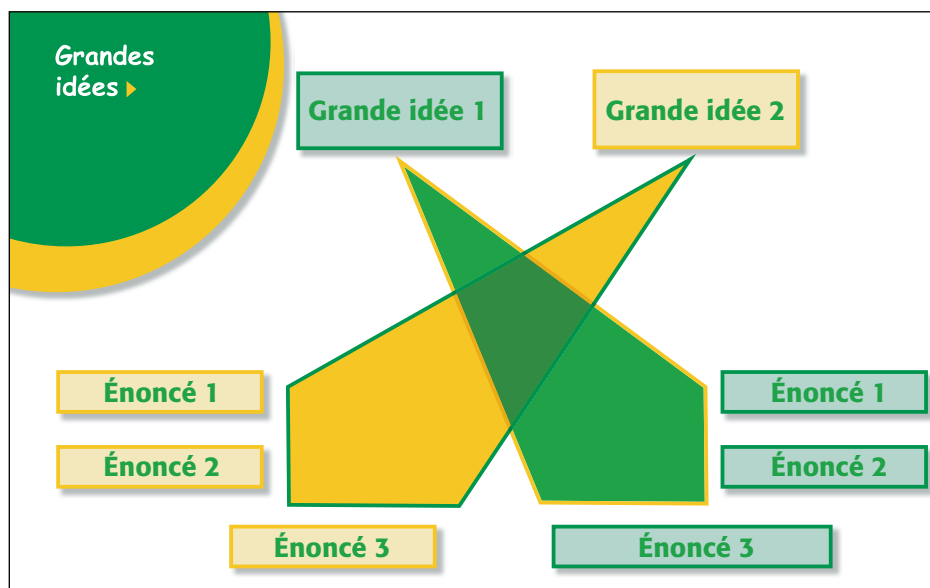 Grandes
idées
Grande idée 1
Grande idée 2
Énoncé 1
Énoncé 1
Énoncé 2
Énoncé 2
Énoncé 3
Énoncé 3